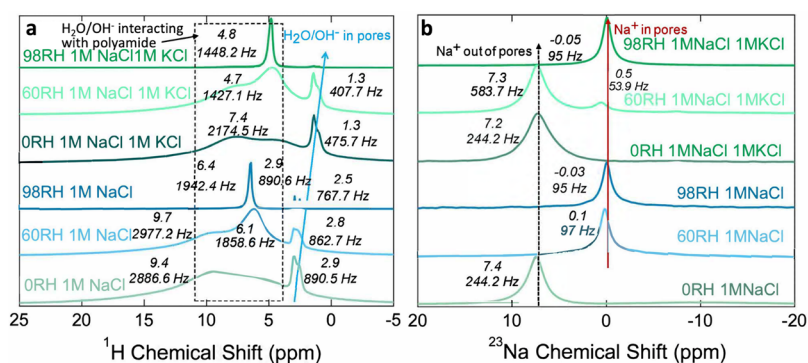 a
H₂O/OH⁻ interacting
with polyamide
4.8
1448.2 Hz
H₂O/OH⁻ in pores
98RH 1M NaCl1M KCl
4.7
1427.1 Hz
1.3
407.7 Hz
60RH 1M NaCl 1M KCl
7.4
2174.5 Hz
1.3
475.7 Hz
0RH 1M NaCl 1M KCl
6.4
1942.4 Hz
2.9
890.6 Hz
2.5
767.7 Hz
98RH 1M NaCl
9.7
2977.2 Hz
6.1
1858.6 Hz
2.8
862.7 Hz
60RH 1M NaCl
9.4
2886.6 Hz
2.9
890.5 Hz
0RH 1M NaCl
25 20 15 10 5 0 -5
¹H Chemical Shift (ppm)
b
Na⁺ out of pores
-0.05
95 Hz
Na⁺ in pores
98RH 1MNaCl 1MKCl
7.3
583.7 Hz
0.5
53.9 Hz
60RH 1MNaCl 1MKCl
7.2
244.2 Hz
0RH 1MNaCl 1MKCl
-0.03
95 Hz
98RH 1MNaCl
0.1
97 Hz
60RH 1MNaCl
7.4
244.2 Hz
0RH 1MNaCl
20 10 0 -10 -20
²³Na Chemical Shift (ppm)